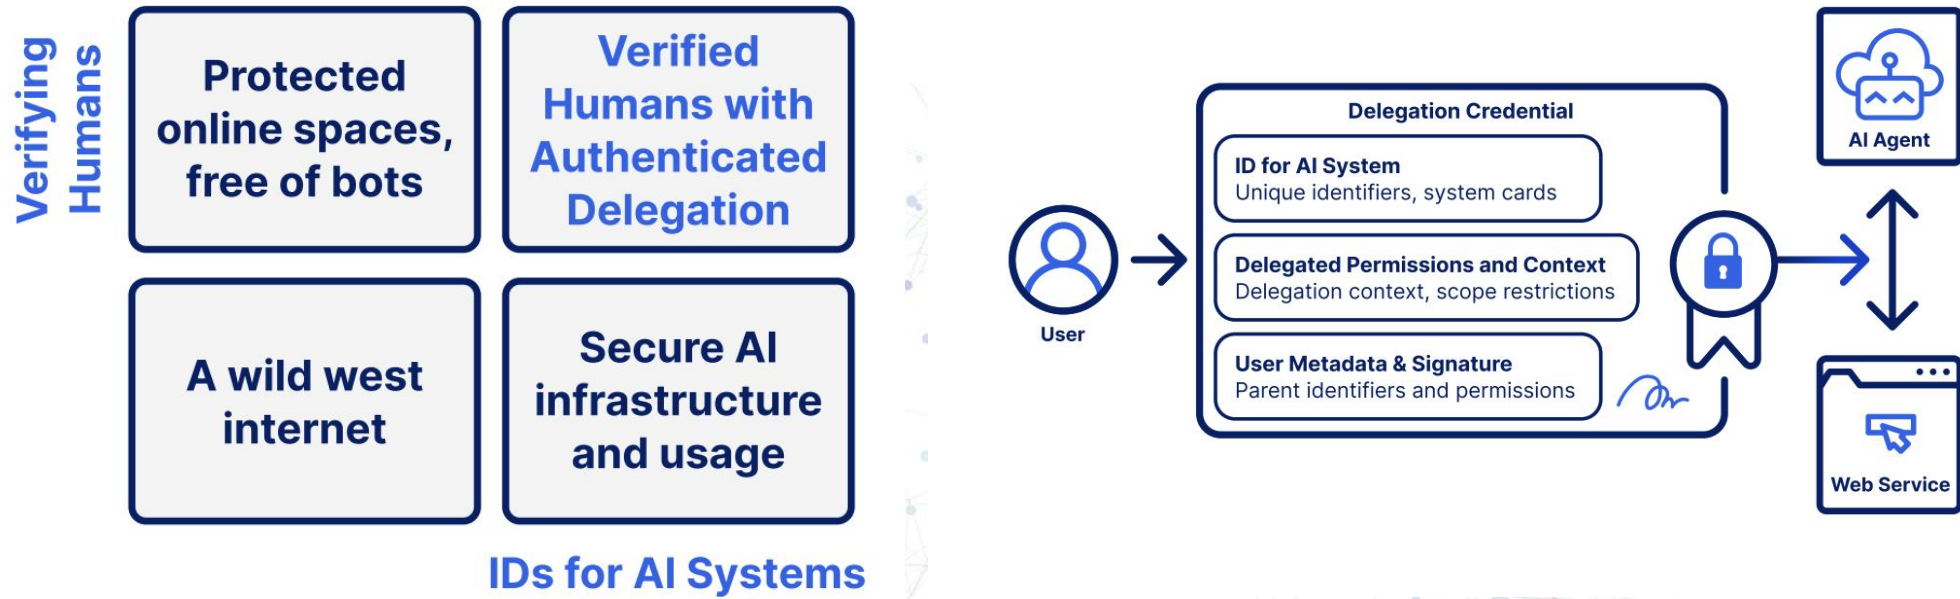 Verifying
Humans
Protected
online spaces,
free of bots
Verified
Humans with
Authenticated
Delegation
A wild west
internet
Secure AI
infrastructure
and usage
IDs for AI Systems
User
Delegation Credential
ID for AI System
Unique identifiers, system cards
Delegated Permissions and Context
Delegation context, scope restrictions
User Metadata & Signature
Parent identifiers and permissions
AI Agent
Web Service